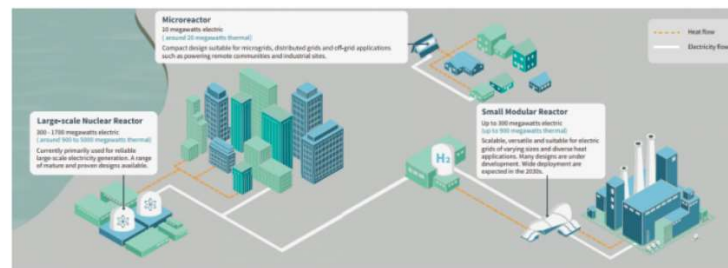 Microreactor
10 megawatts electric
( around 20 megawatts thermal)
Compact design suitable for microgrids, distributed grids and off-grid applications
such as powering remote communities and industrial sites.
Heat flow
Electricity flow
Large-scale Nuclear Reactor
300 - 1700 megawatts electric
( around 900 to 5000 megawatts thermal)
Currently primarily used for reliable
large-scale electricity generation. A range
of mature and proven designs available.
Small Modular Reactor
Up to 300 megawatts electric
(up to 900 megawatts thermal)
Scalable, versatile and suitable for electric
grids of varying sizes and diverse heat
applications. Many designs are under
development. Wide deployment are
expected in the 2030s.
H₂